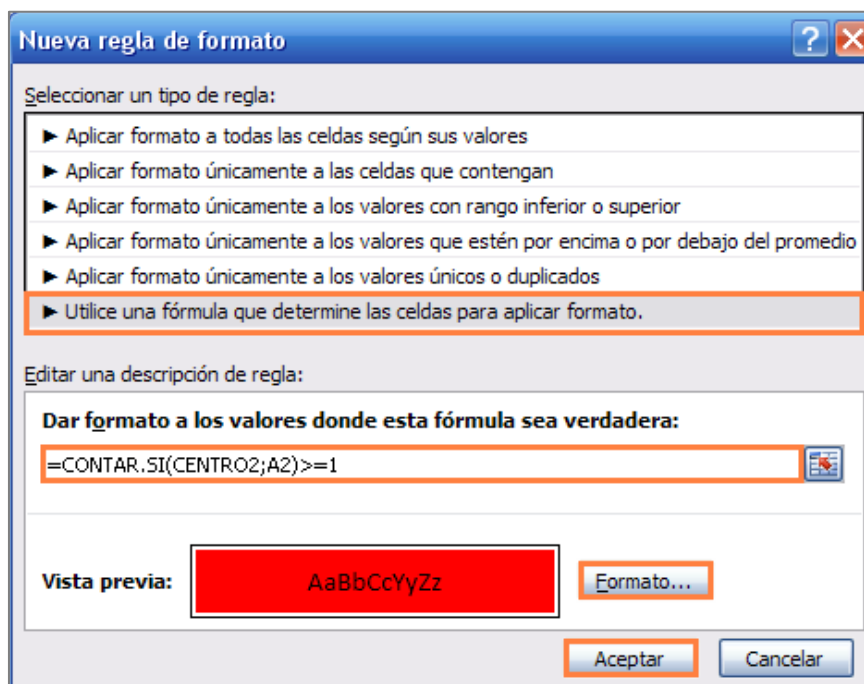 Nueva regla de formato
Seleccionar un tipo de regla:
► Aplicar formato a todas las celdas según sus valores
► Aplicar formato únicamente a las celdas que contengan
► Aplicar formato únicamente a los valores con rango inferior o superior
► Aplicar formato únicamente a los valores que estén por encima o por debajo del promedio
► Aplicar formato únicamente a los valores únicos o duplicados
► Utilice una fórmula que determine las celdas para aplicar formato.
Editar una descripción de regla:
Dar formato a los valores donde esta fórmula sea verdadera:
=CONTAR.SI(CENTRO2;A2)>=1
Vista previa: AaBbCcYyZz Formato...
Aceptar Cancelar